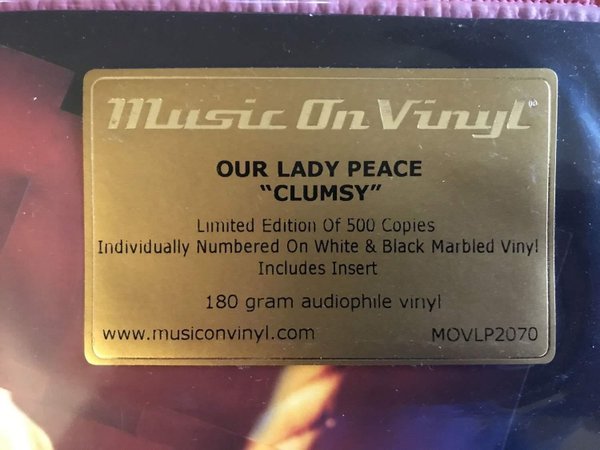 Music On Vinyl
OUR LADY PEACE
"CLUMSY"
Limited Edition Of 500 Copies
Individually Numbered On White & Black Marbled Vinyl
Includes Insert
180 gram audiophile vinyl
www.musiconvinyl.com MOVLP2070